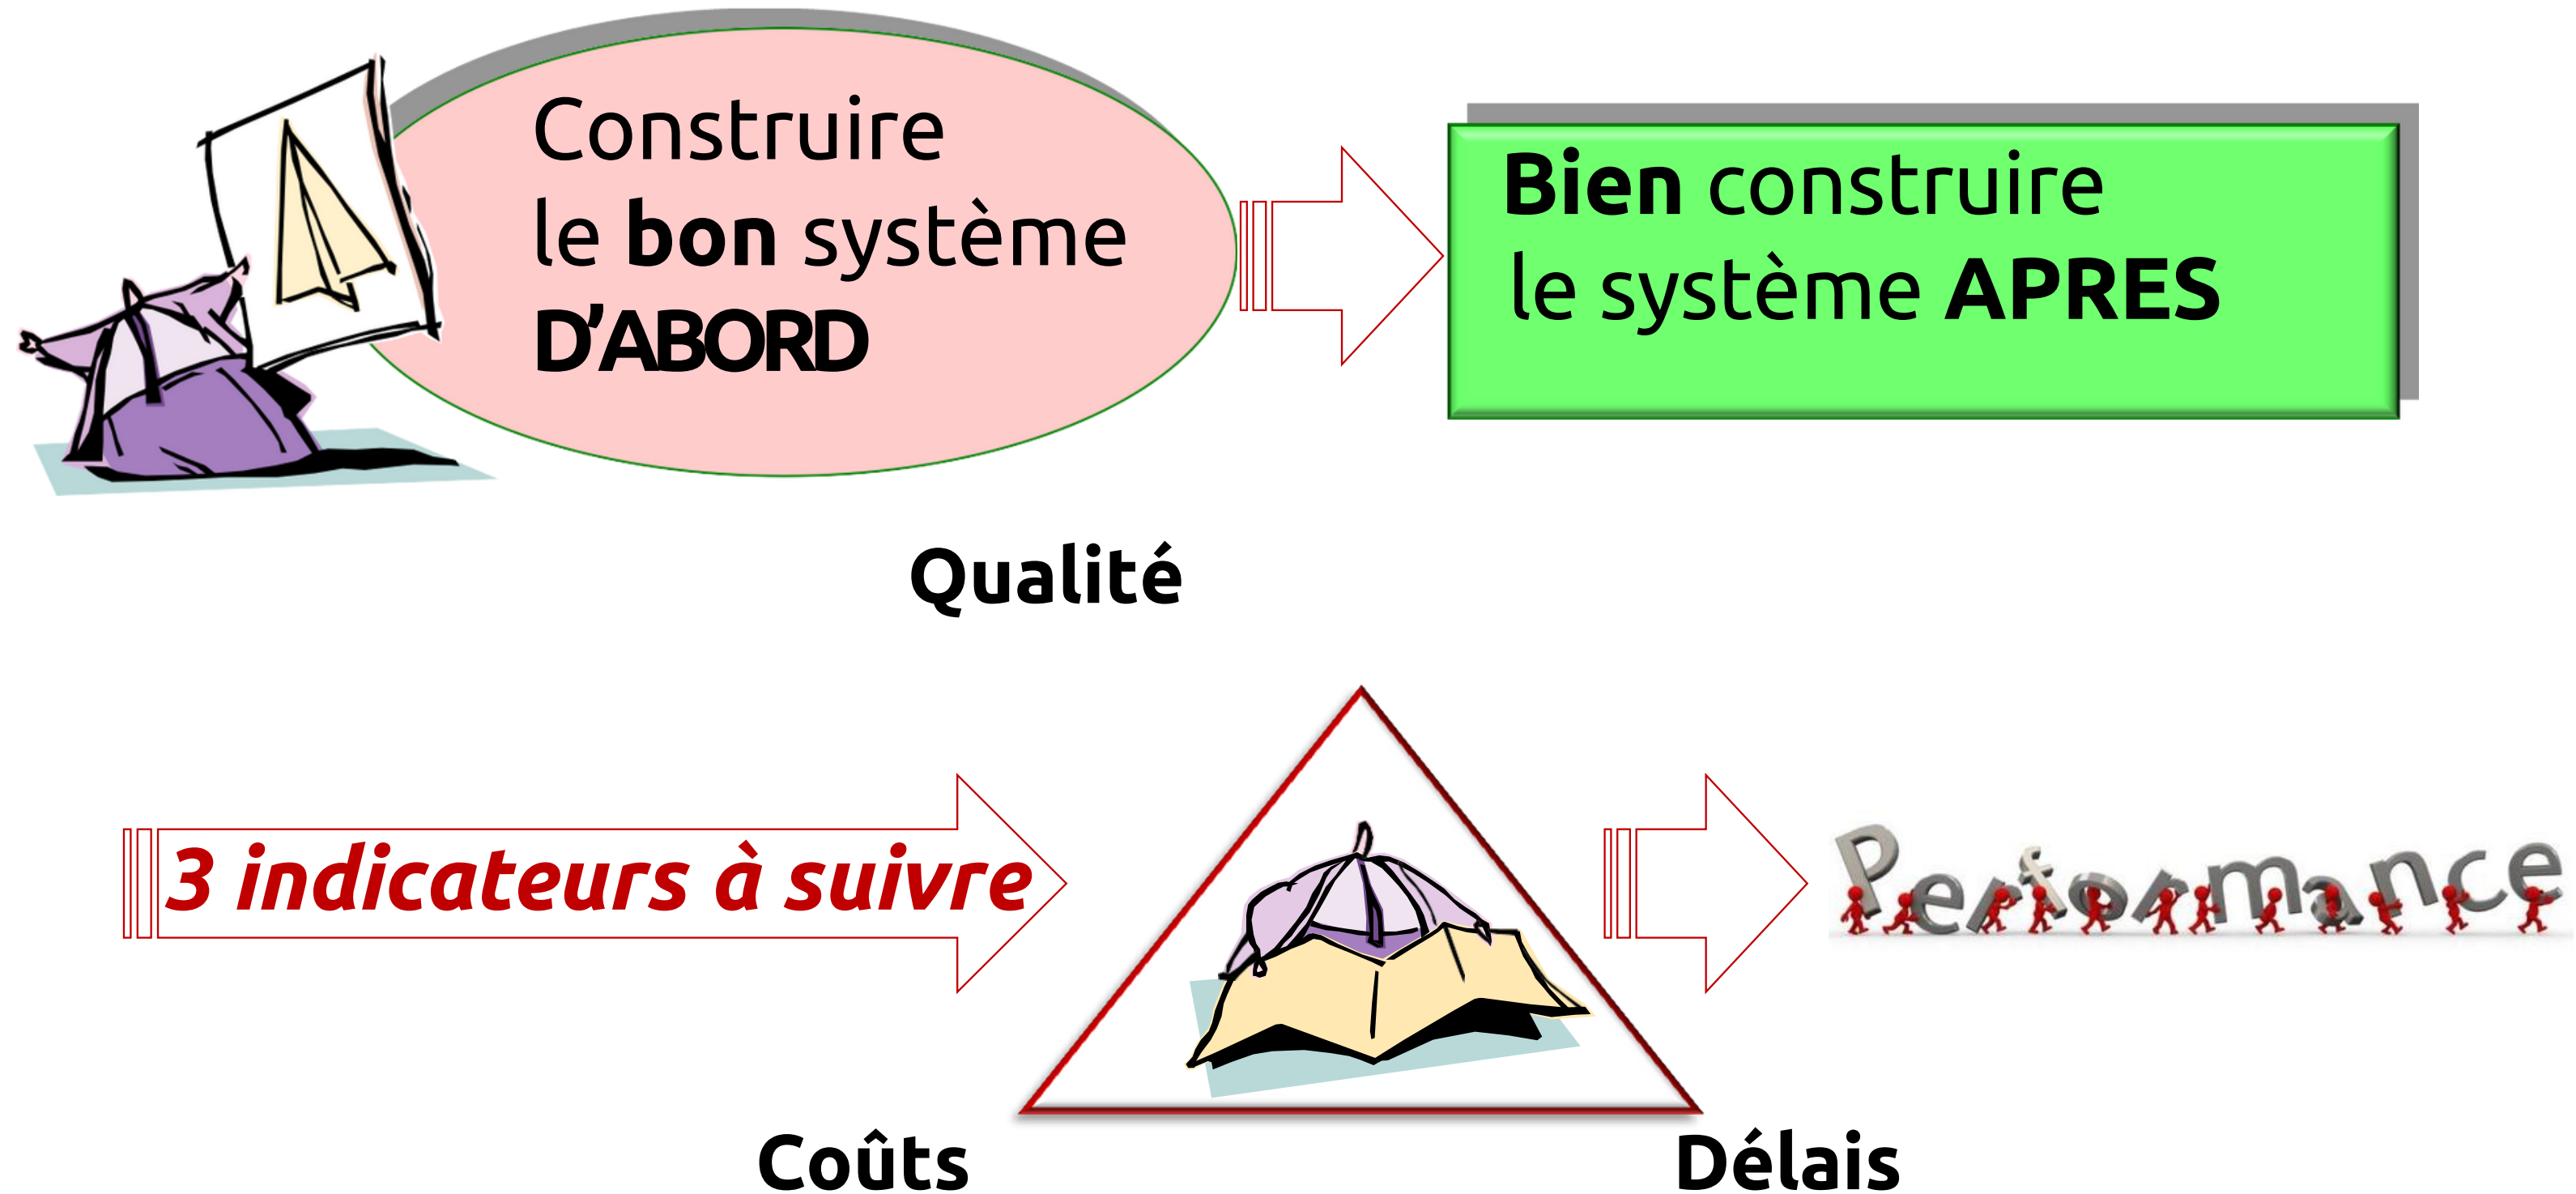 Construire
le bon système
D'ABORD
Bien construire
le système APRES
Qualité
3 indicateurs à suivre
Performance
Coûts
Délais